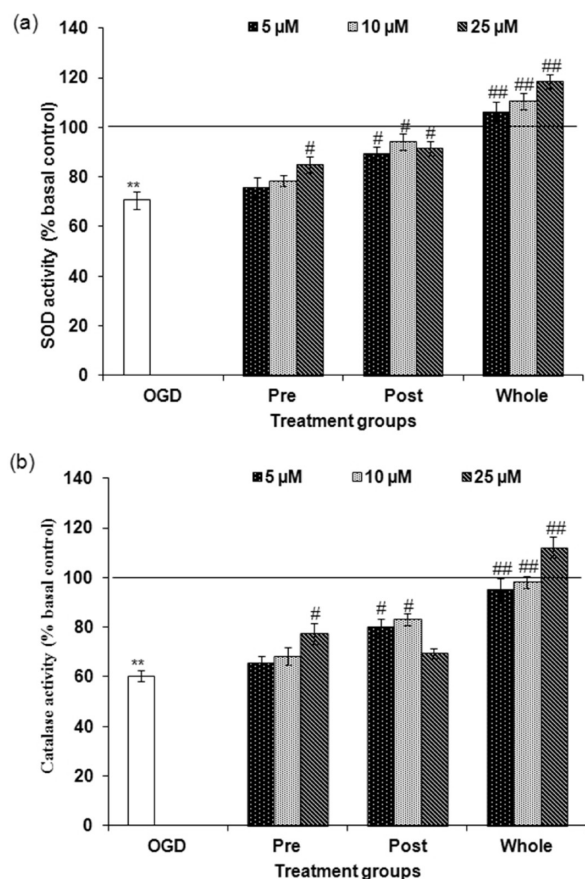 (a)
5 µM 10 µM 25 µM
SOD activity (% basal control)
140
120
100
80
60
40
20
0
**
#
# # #
## ## ##
OGD Pre Post Whole
Treatment groups
(b)
5 µM 10 µM 25 µM
Catalase activity (% basal control)
140
120
100
80
60
40
20
0
**
#
# #
## ## ##
OGD Pre Post Whole
Treatment groups